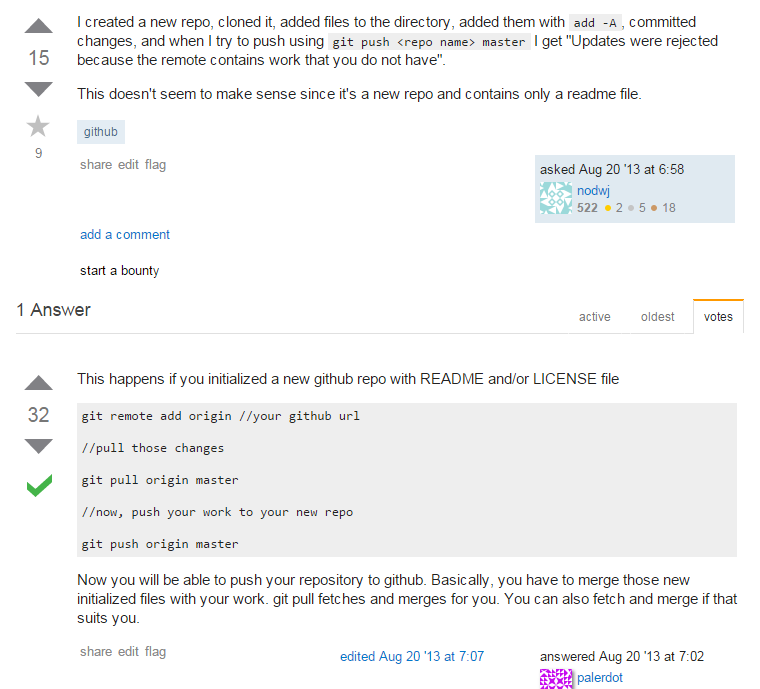 I created a new repo, cloned it, added files to the directory, added them with add -A, committed
changes, and when I try to push using git push <repo name> master I get "Updates were rejected
because the remote contains work that you do not have".
15
This doesn't seem to make sense since it's a new repo and contains only a readme file.
github
9
share edit flag
asked Aug 20 '13 at 6:58
nodwj
522 2 5 18
add a comment
start a bounty
1 Answer
active oldest votes
This happens if you initialized a new github repo with README and/or LICENSE file
32
git remote add origin //your github url
//pull those changes
git pull origin master
//now, push your work to your new repo
git push origin master
Now you will be able to push your repository to github. Basically, you have to merge those new
initialized files with your work. git pull fetches and merges for you. You can also fetch and merge if that
suits you.
share edit flag
edited Aug 20 '13 at 7:07
answered Aug 20 '13 at 7:02
palerdot